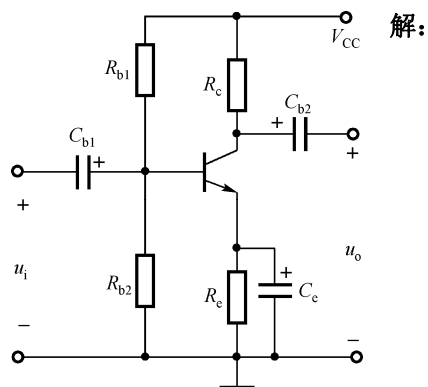 解：
V_CC
R_b1
R_c
C_b2
C_b1
+
+
+
+
u_i
R_b2
R_e
+
C_e
u_o
−
−